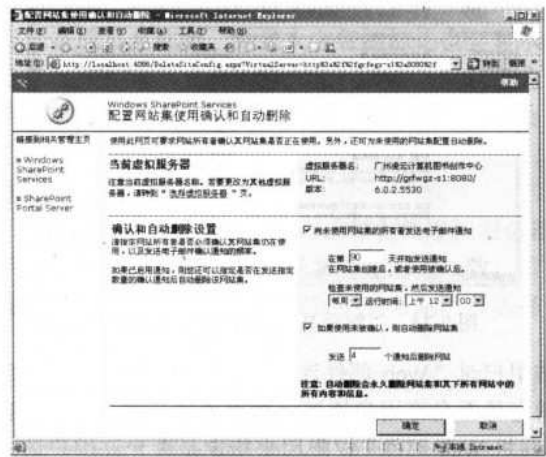 配置网站集使用确认和自动删除 - Microsoft Internet Explorer
文件(F) 编辑(E) 查看(V) 收藏(A) 工具(T) 帮助(H)
后退 搜索 收藏夹
地址(D) 转到 链接
帮助
Windows SharePoint Services
配置网站集使用确认和自动删除
链接到相关管理主页
Windows SharePoint Services
SharePoint Portal Server
使用此网页可要求网站所有者确认其网站集是否正在使用。另外，还可为未使用的网站集配置自动删除。
当前虚拟服务器
注意当前虚拟服务器名称。若要更改为其他虚拟服务器，请转到“选择虚拟服务器”页。
虚拟服务器名: 广州凌云计算机图书创作中心
URL: http://grfwgz-s1:8080/
版本: 6.0.2.5530
确认和自动删除设置
请指定网站所有者是否必须确认其网站集仍在使用，以及发送电子邮件确认通知的频率。
如果已启用通知，则您还可以指定是否在发送指定数量的确认通知后自动删除该网站集。
向未使用网站集的所有者发送电子邮件通知
在第 90 天开始发送通知
在网站集创建后，或者使用被确认后。
检查未使用的网站集，然后发送通知
每周 运行时间: 上午 12 : 00
如果使用未被确认，则自动删除网站集
发送 4 个通知后删除网站
注意: 自动删除会永久删除网站集和其下所有网站中的所有内容和信息。
确定 取消
本地 Intranet